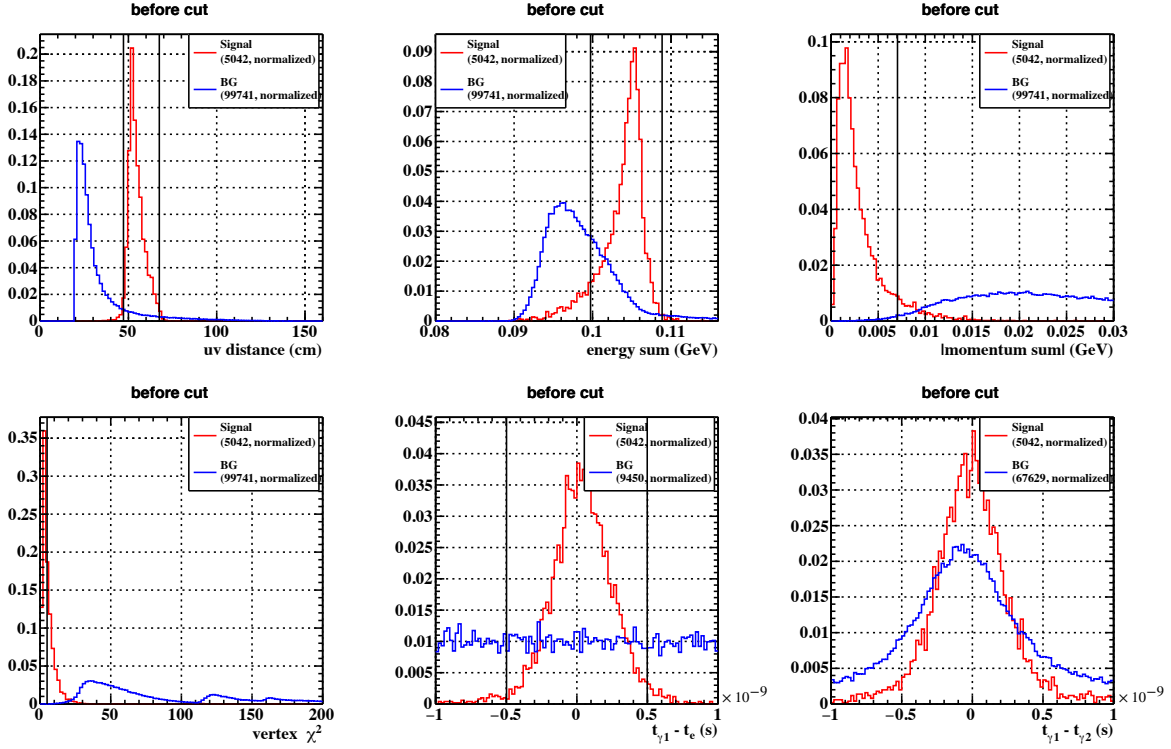 before cut
Signal
(5042, normalized)
BG
(99741, normalized)
0.2
0.18
0.16
0.14
0.12
0.1
0.08
0.06
0.04
0.02
0
0 50 100 150
uv distance (cm)
before cut
Signal
(5042, normalized)
BG
(99741, normalized)
0.09
0.08
0.07
0.06
0.05
0.04
0.03
0.02
0.01
0
0.08 0.09 0.1 0.11
energy sum (GeV)
before cut
Signal
(5042, normalized)
BG
(99741, normalized)
0.1
0.08
0.06
0.04
0.02
0
0 0.005 0.01 0.015 0.02 0.025 0.03
|momentum sum| (GeV)
before cut
Signal
(5042, normalized)
BG
(99741, normalized)
0.35
0.3
0.25
0.2
0.15
0.1
0.05
0
0 50 100 150 200
vertex χ²
before cut
Signal
(5042, normalized)
BG
(9450, normalized)
0.045
0.04
0.035
0.03
0.025
0.02
0.015
0.01
0.005
0
−1 −0.5 0 0.5 1
×10⁻⁹
t_γ1 - t_e (s)
before cut
Signal
(5042, normalized)
BG
(67629, normalized)
0.04
0.035
0.03
0.025
0.02
0.015
0.01
0.005
0
−1 −0.5 0 0.5 1
×10⁻⁹
t_γ1 - t_γ2 (s)